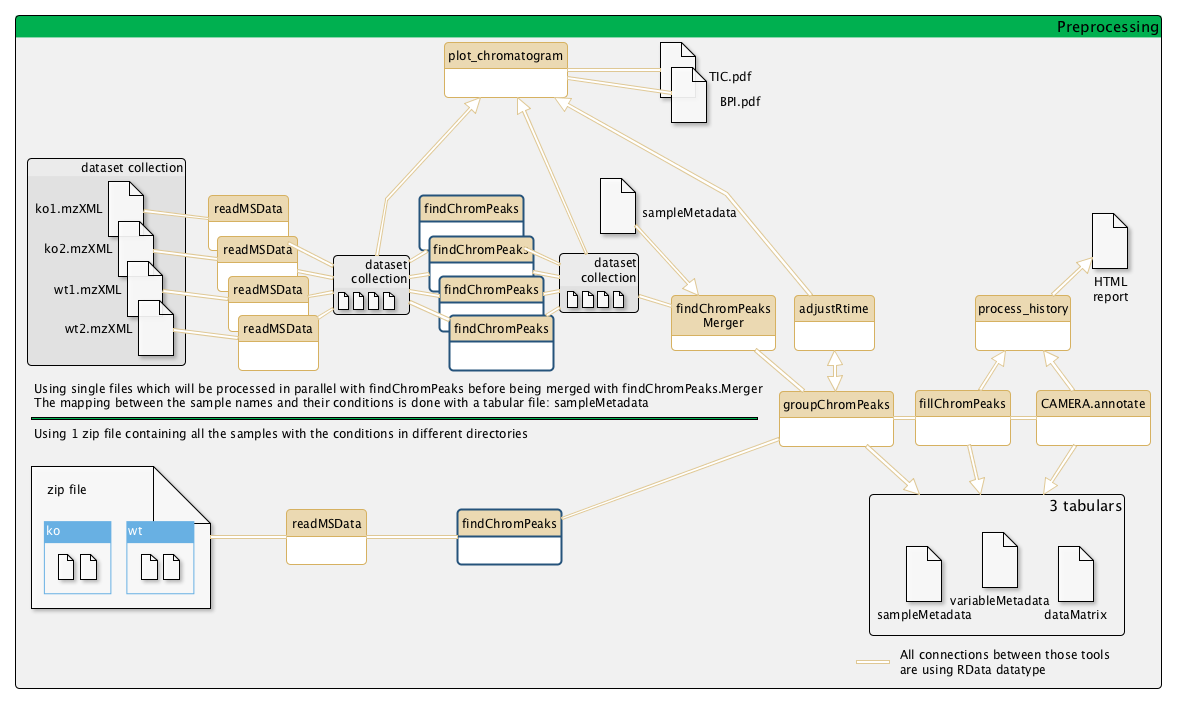 Preprocessing
plot_chromatogram
TIC.pdf
BPI.pdf
dataset collection
ko1.mzXML
ko2.mzXML
wt1.mzXML
wt2.mzXML
readMSData
readMSData
readMSData
readMSData
dataset
collection
findChromPeaks
findChromPeaks
findChromPeaks
findChromPeaks
dataset
collection
sampleMetadata
findChromPeaks
Merger
adjustRtime
process_history
HTML
report
Using single files which will be processed in parallel with findChromPeaks before being merged with findChromPeaks.Merger
The mapping between the sample names and their conditions is done with a tabular file: sampleMetadata
groupChromPeaks
fillChromPeaks
CAMERA.annotate
Using 1 zip file containing all the samples with the conditions in different directories
zip file
ko
wt
readMSData
findChromPeaks
3 tabulars
sampleMetadata
variableMetadata
dataMatrix
All connections between those tools
are using RData datatype